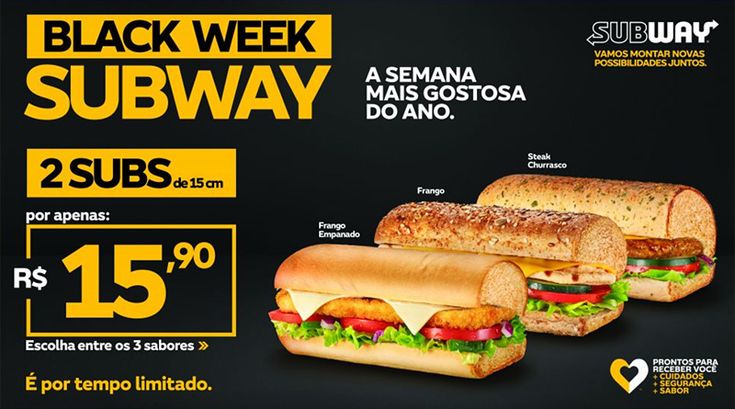 BLACK WEEK
SUBWAY
A SEMANA
MAIS GOSTOSA
DO ANO.
SUBWAY
VAMOS MONTAR NOVAS
POSSIBILIDADES JUNTOS.
2 SUBS de 15 cm
por apenas:
R$ 15,90
Escolha entre os 3 sabores »
É por tempo limitado.
Frango
Empanado
Frango
Steak
Churrasco
PRONTOS PARA
RECEBER VOCÊ
+ CUIDADOS
+ SEGURANÇA
+ SABOR